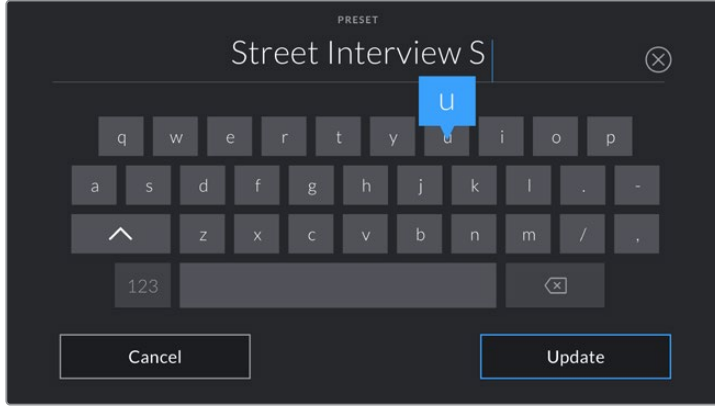 PRESET
Street Interview S
u
q w e r t y u i o p
a s d f g h j k l . -
z x c v b n m / ,
123
Cancel Update